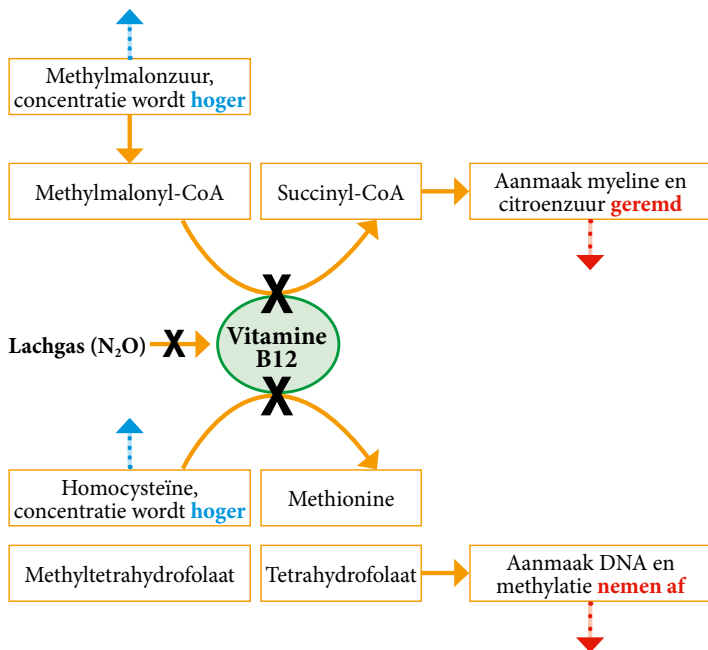 Methylmalonzuur,
concentratie wordt hoger
Methylmalonyl-CoA
Succinyl-CoA
Aanmaak myeline en
citroenzuur geremd
X
Lachgas (N₂O)
X
Vitamine
B12
X
Homocysteïne,
concentratie wordt hoger
Methionine
Methyltetrahydrofolaat
Tetrahydrofolaat
Aanmaak DNA en
methylatie nemen af